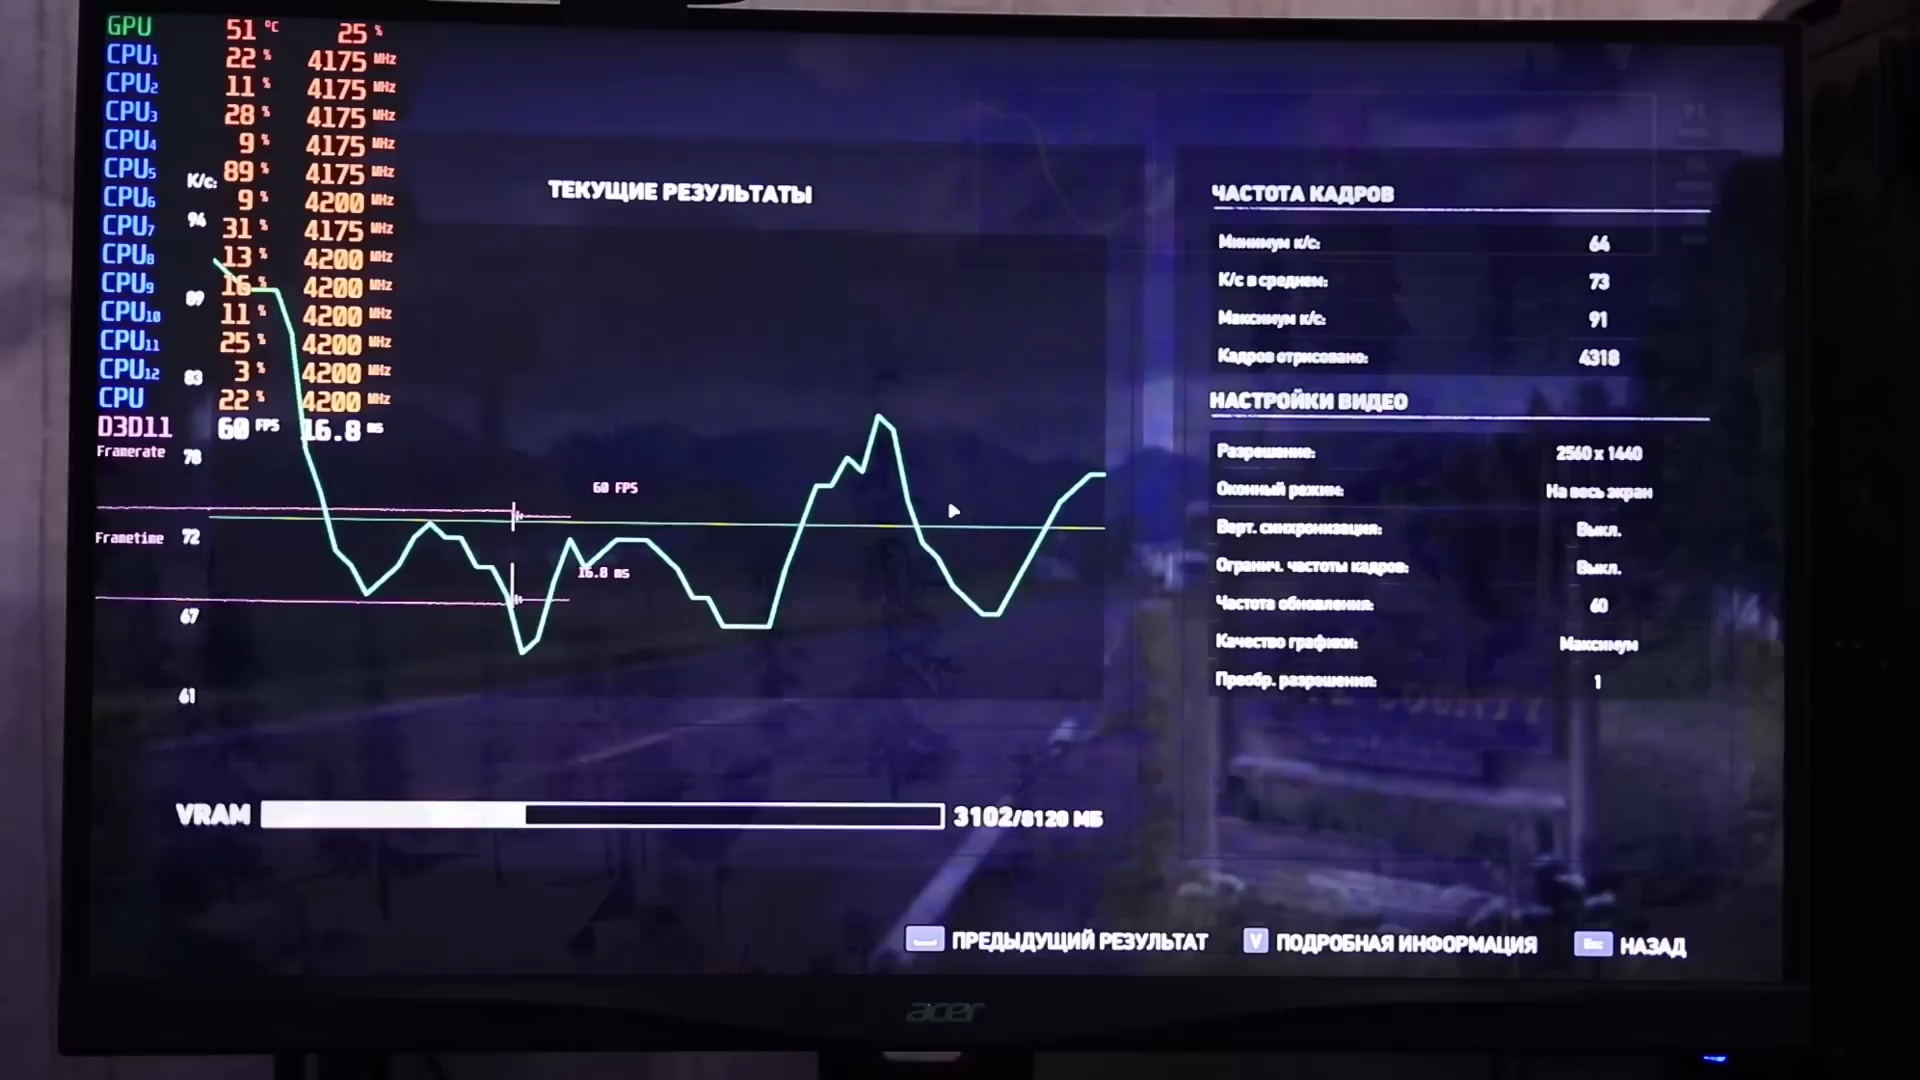 GPU 51 °C 25 %
CPU1 22 % 4175 MHz
CPU2 11 % 4175 MHz
CPU3 28 % 4175 MHz
CPU4 9 % 4175 MHz
CPU5 89 % 4175 MHz
CPU6 9 % 4200 MHz
CPU7 31 % 4175 MHz
CPU8 13 % 4200 MHz
CPU9 16 % 4200 MHz
CPU10 11 % 4200 MHz
CPU11 25 % 4200 MHz
CPU12 3 % 4200 MHz
CPU 22 % 4200 MHz
D3D11 60 FPS 16.8 ms
Framerate
60 FPS
Frametime
16.8 ms
К/с:
94
89
83
78
72
67
61
ТЕКУЩИЕ РЕЗУЛЬТАТЫ
VRAM 3102/8120 МБ
ЧАСТОТА КАДРОВ
Минимум к/с: 64
К/с в среднем: 73
Максимум к/с: 91
Кадров отрисовано: 4318
НАСТРОЙКИ ВИДЕО
Разрешение: 2560 x 1440
Оконный режим: На весь экран
Верт. синхронизация: Выкл.
Огранич. частоты кадров: Выкл.
Частота обновления: 60
Качество графики: Максимум
Преобр. разрешения: 1
COUNTY
ПРЕДЫДУЩИЙ РЕЗУЛЬТАТ V ПОДРОБНАЯ ИНФОРМАЦИЯ Esc НАЗАД
acer